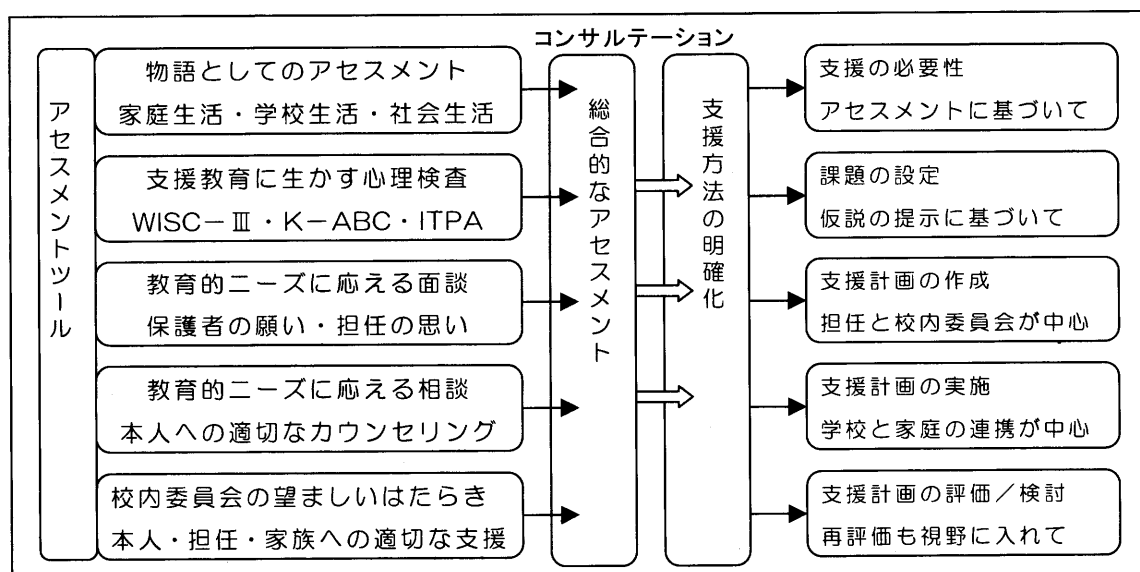 コンサルテーション
アセスメントツール
物語としてのアセスメント
家庭生活・学校生活・社会生活
支援教育に生かす心理検査
WISC－Ⅲ・K－ABC・ITPA
教育的ニーズに応える面談
保護者の願い・担任の思い
教育的ニーズに応える相談
本人への適切なカウンセリング
校内委員会の望ましいはたらき
本人・担任・家族への適切な支援
総合的なアセスメント
支援方法の明確化
支援の必要性
アセスメントに基づいて
課題の設定
仮説の提示に基づいて
支援計画の作成
担任と校内委員会が中心
支援計画の実施
学校と家庭の連携が中心
支援計画の評価／検討
再評価も視野に入れて